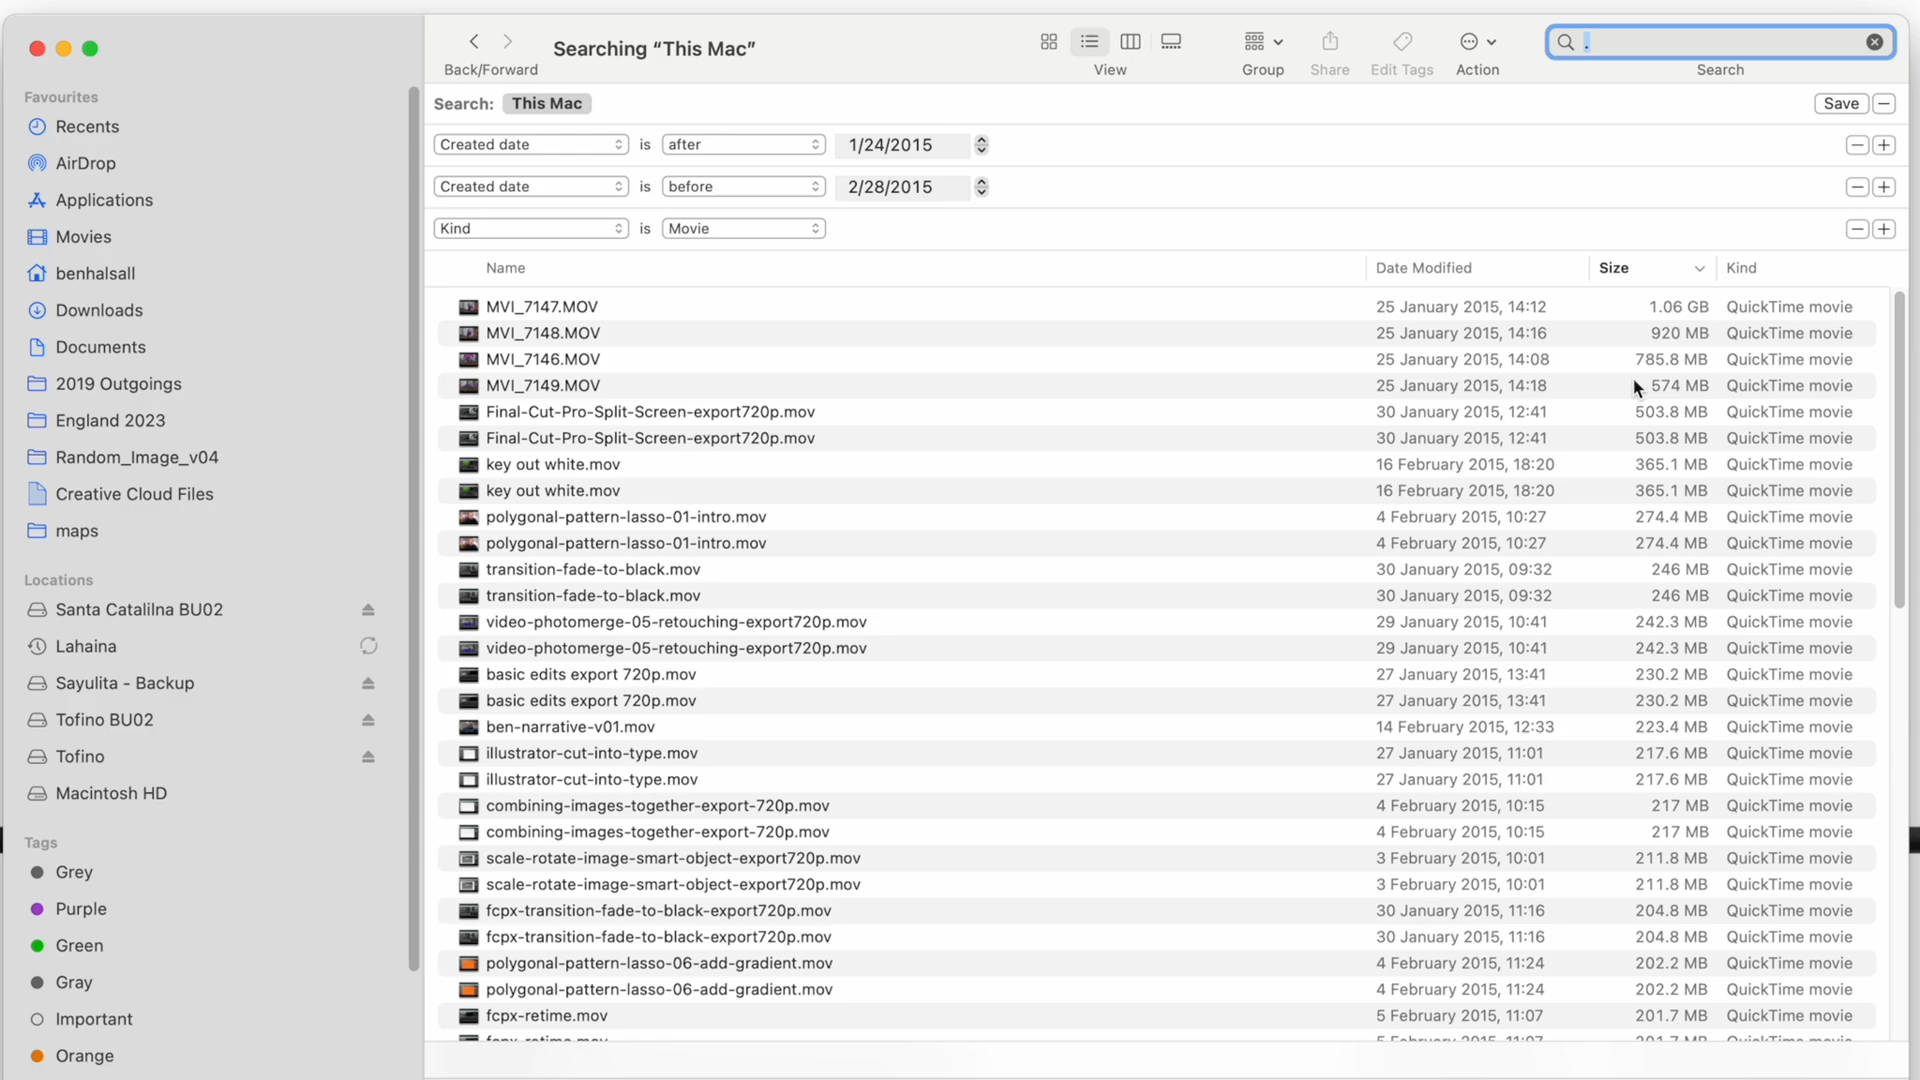 Back/Forward
Searching “This Mac”
View
Group
Share
Edit Tags
Action
.
Search
Favourites
Recents
AirDrop
Applications
Movies
benhalsall
Downloads
Documents
2019 Outgoings
England 2023
Random_Image_v04
Creative Cloud Files
maps
Locations
Santa Catalilna BU02
Lahaina
Sayulita - Backup
Tofino BU02
Tofino
Macintosh HD
Tags
Grey
Purple
Green
Gray
Important
Orange
Search: This Mac Save
Created date is after 1/24/2015
Created date is before 2/28/2015
Kind is Movie
Name Date Modified Size Kind
MVI_7147.MOV 25 January 2015, 14:12 1.06 GB QuickTime movie
MVI_7148.MOV 25 January 2015, 14:16 920 MB QuickTime movie
MVI_7146.MOV 25 January 2015, 14:08 785.8 MB QuickTime movie
MVI_7149.MOV 25 January 2015, 14:18 574 MB QuickTime movie
Final-Cut-Pro-Split-Screen-export720p.mov 30 January 2015, 12:41 503.8 MB QuickTime movie
Final-Cut-Pro-Split-Screen-export720p.mov 30 January 2015, 12:41 503.8 MB QuickTime movie
key out white.mov 16 February 2015, 18:20 365.1 MB QuickTime movie
key out white.mov 16 February 2015, 18:20 365.1 MB QuickTime movie
polygonal-pattern-lasso-01-intro.mov 4 February 2015, 10:27 274.4 MB QuickTime movie
polygonal-pattern-lasso-01-intro.mov 4 February 2015, 10:27 274.4 MB QuickTime movie
transition-fade-to-black.mov 30 January 2015, 09:32 246 MB QuickTime movie
transition-fade-to-black.mov 30 January 2015, 09:32 246 MB QuickTime movie
video-photomerge-05-retouching-export720p.mov 29 January 2015, 10:41 242.3 MB QuickTime movie
video-photomerge-05-retouching-export720p.mov 29 January 2015, 10:41 242.3 MB QuickTime movie
basic edits export 720p.mov 27 January 2015, 13:41 230.2 MB QuickTime movie
basic edits export 720p.mov 27 January 2015, 13:41 230.2 MB QuickTime movie
ben-narrative-v01.mov 14 February 2015, 12:33 223.4 MB QuickTime movie
illustrator-cut-into-type.mov 27 January 2015, 11:01 217.6 MB QuickTime movie
illustrator-cut-into-type.mov 27 January 2015, 11:01 217.6 MB QuickTime movie
combining-images-together-export-720p.mov 4 February 2015, 10:15 217 MB QuickTime movie
combining-images-together-export-720p.mov 4 February 2015, 10:15 217 MB QuickTime movie
scale-rotate-image-smart-object-export720p.mov 3 February 2015, 10:01 211.8 MB QuickTime movie
scale-rotate-image-smart-object-export720p.mov 3 February 2015, 10:01 211.8 MB QuickTime movie
fcpx-transition-fade-to-black-export720p.mov 30 January 2015, 11:16 204.8 MB QuickTime movie
fcpx-transition-fade-to-black-export720p.mov 30 January 2015, 11:16 204.8 MB QuickTime movie
polygonal-pattern-lasso-06-add-gradient.mov 4 February 2015, 11:24 202.2 MB QuickTime movie
polygonal-pattern-lasso-06-add-gradient.mov 4 February 2015, 11:24 202.2 MB QuickTime movie
fcpx-retime.mov 5 February 2015, 11:07 201.7 MB QuickTime movie
fcpx-retime.mov 5 February 2015, 11:07 201.7 MB QuickTime movie